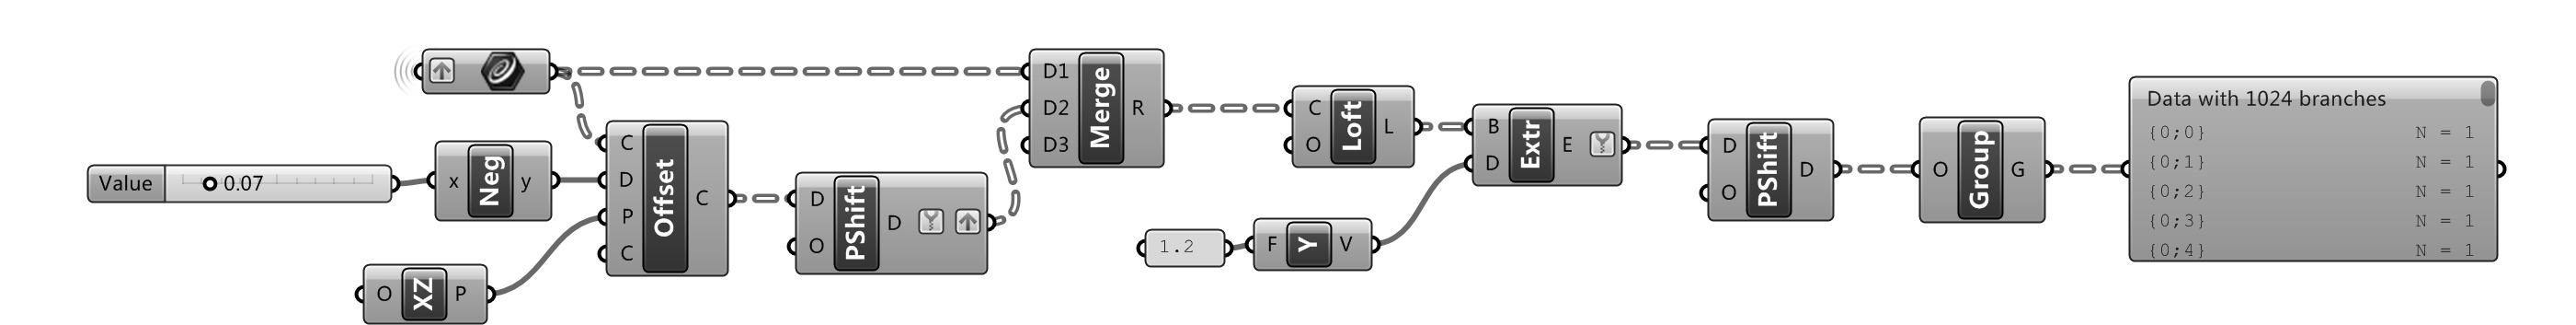 Value 0.07
x Neg y
O XZ P
C
D
P
C
Offset
C
D
O
PShift
D
D1
D2
D3
Merge
R
C
O
Loft
L
1.2
F Y V
B
D
Extr
E
D
O
PShift
D
O Group G
Data with 1024 branches
{0;0} N = 1
{0;1} N = 1
{0;2} N = 1
{0;3} N = 1
{0;4} N = 1